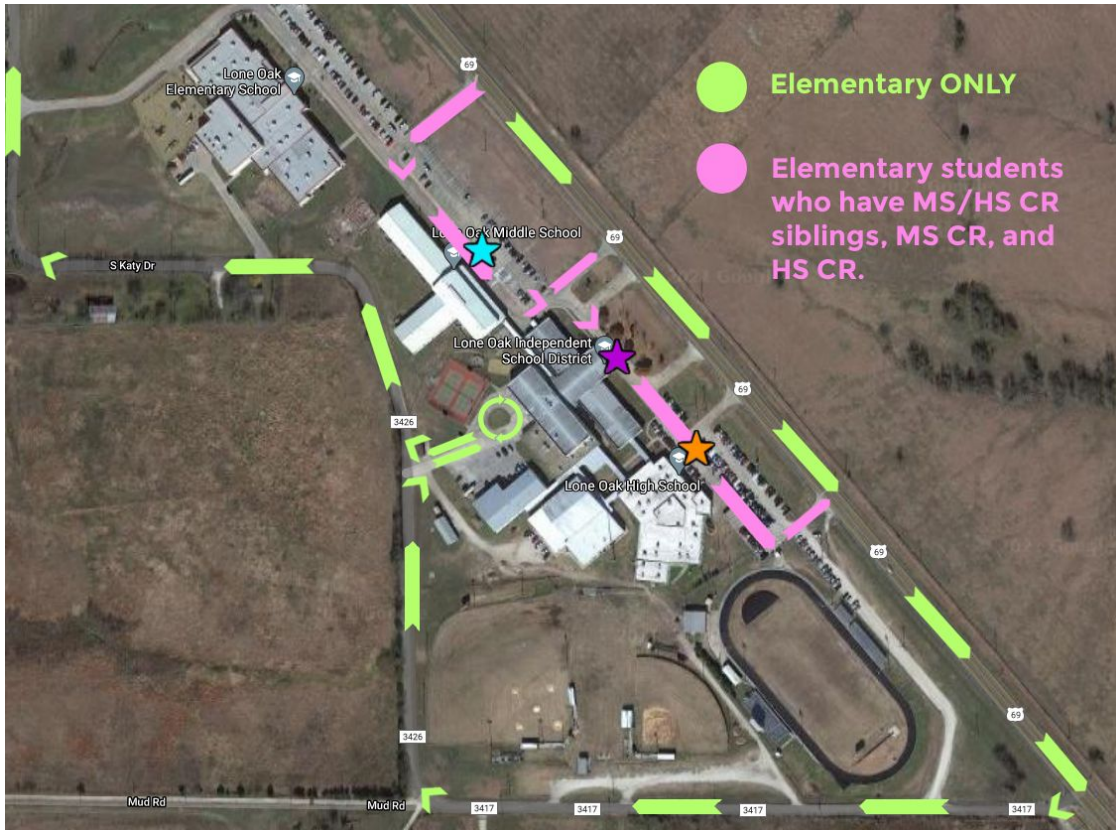 69
Lone Oak
Elementary School
Elementary ONLY
Elementary students
who have MS/HS CR
siblings, MS CR, and
HS CR.
Lone Oak Middle School
69
S Katy Dr
Lone Oak Independent
School District
69
3426
Lone Oak High School
69
69
3426
Mud Rd
Mud Rd
3417
3417
3417
3417